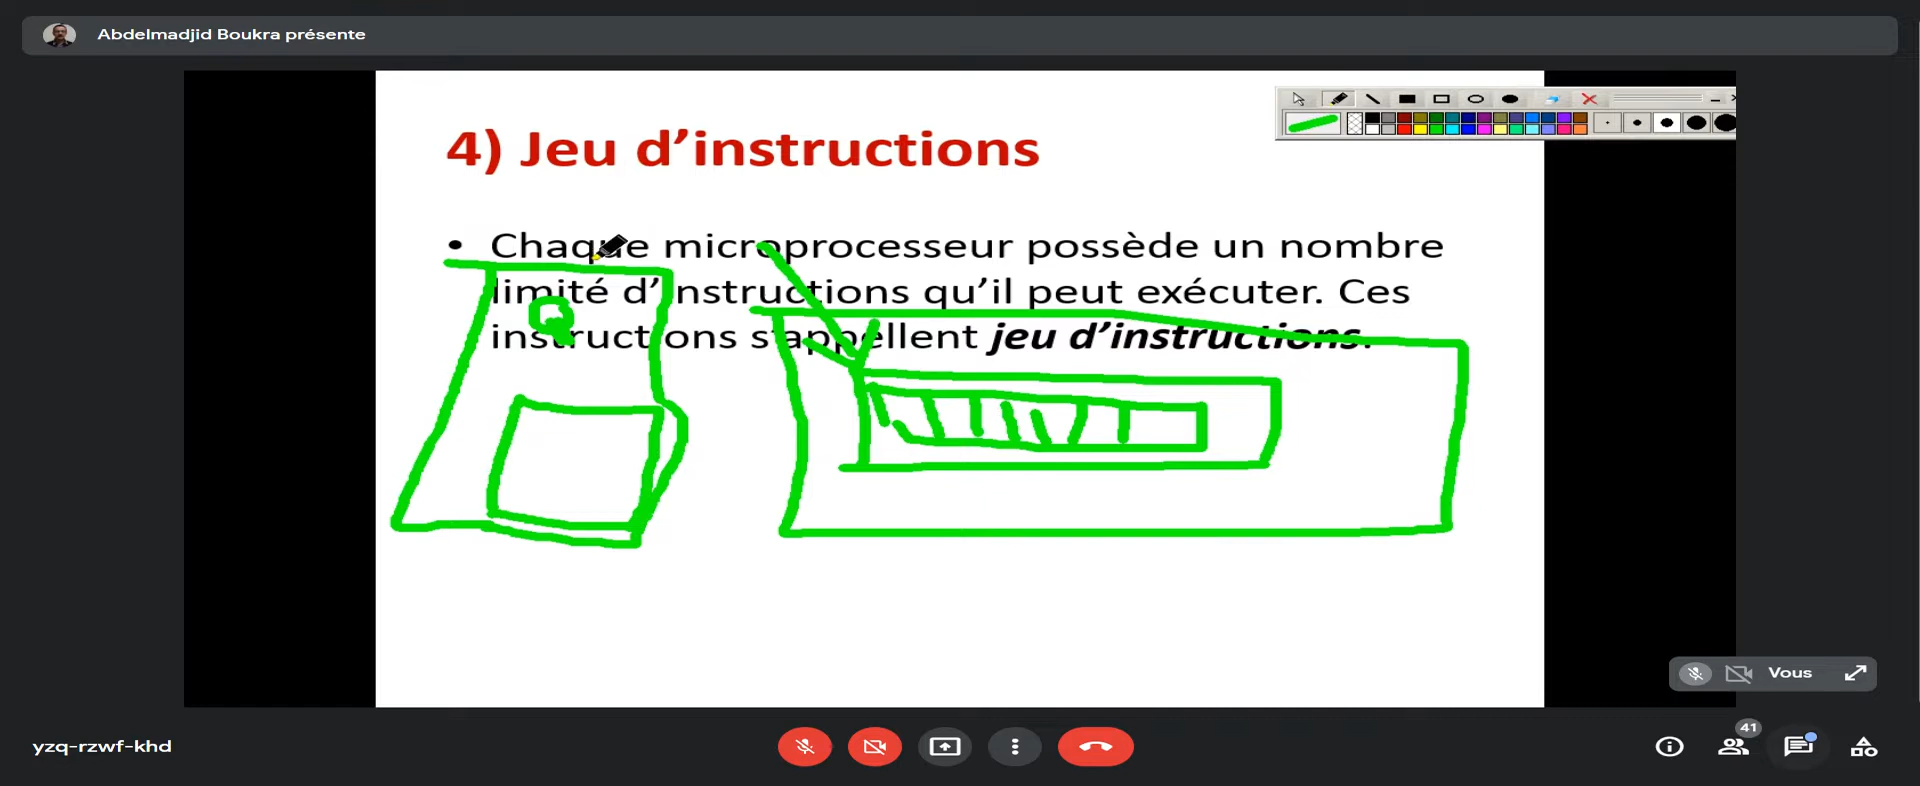 Abdelmadjid Boukra présente
4) Jeu d’instructions
• Chaque microprocesseur possède un nombre
limité d’instructions qu’il peut exécuter. Ces
instructions s’appellent jeu d’instructions.
Vous
yzq-rzwf-khd
41